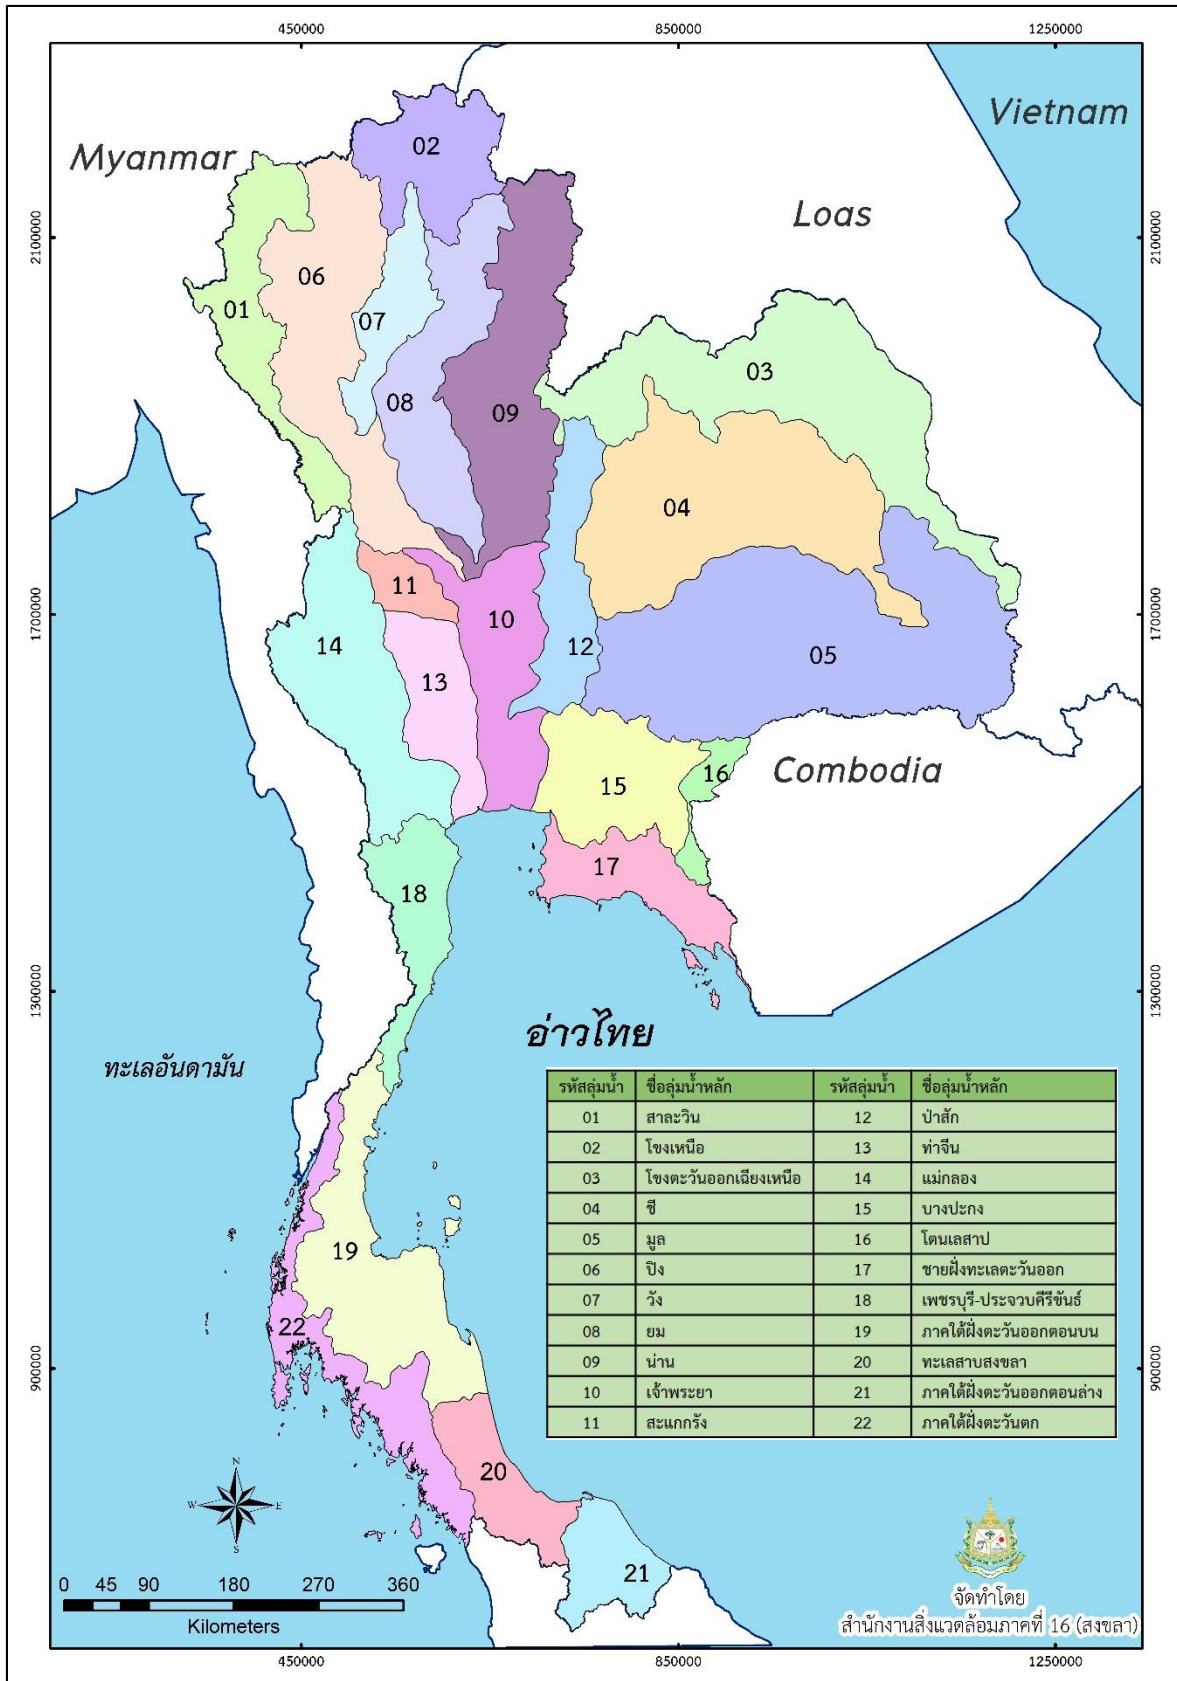 450000 850000 1250000
Vietnam
Myanmar
02
Loas
2100000 2100000
06
01
07
03
08
09
04
11
10
1700000 1700000
14
12
05
13
16
Combodia
15
17
18
1300000 1300000
อ่าวไทย
ทะเลอันดามัน
รหัสลุ่มน้ำ ชื่อลุ่มน้ำหลัก รหัสลุ่มน้ำ ชื่อลุ่มน้ำหลัก
01 สาละวิน 12 ป่าสัก
02 โขงเหนือ 13 ท่าจีน
03 โขงตะวันออกเฉียงเหนือ 14 แม่กลอง
04 ชี 15 บางปะกง
05 มูล 16 โตนเลสาป
06 ปิง 17 ชายฝั่งทะเลตะวันออก
07 วัง 18 เพชรบุรี-ประจวบคีรีขันธ์
08 ยม 19 ภาคใต้ฝั่งตะวันออกตอนบน
09 น่าน 20 ทะเลสาบสงขลา
10 เจ้าพระยา 21 ภาคใต้ฝั่งตะวันออกตอนล่าง
11 สะแกกรัง 22 ภาคใต้ฝั่งตะวันตก
19
22
900000 900000
20
N
W E
S
21
0 45 90 180 270 360
Kilometers
จัดทำโดย
สำนักงานสิ่งแวดล้อมภาคที่ 16 (สงขลา)
450000 850000 1250000